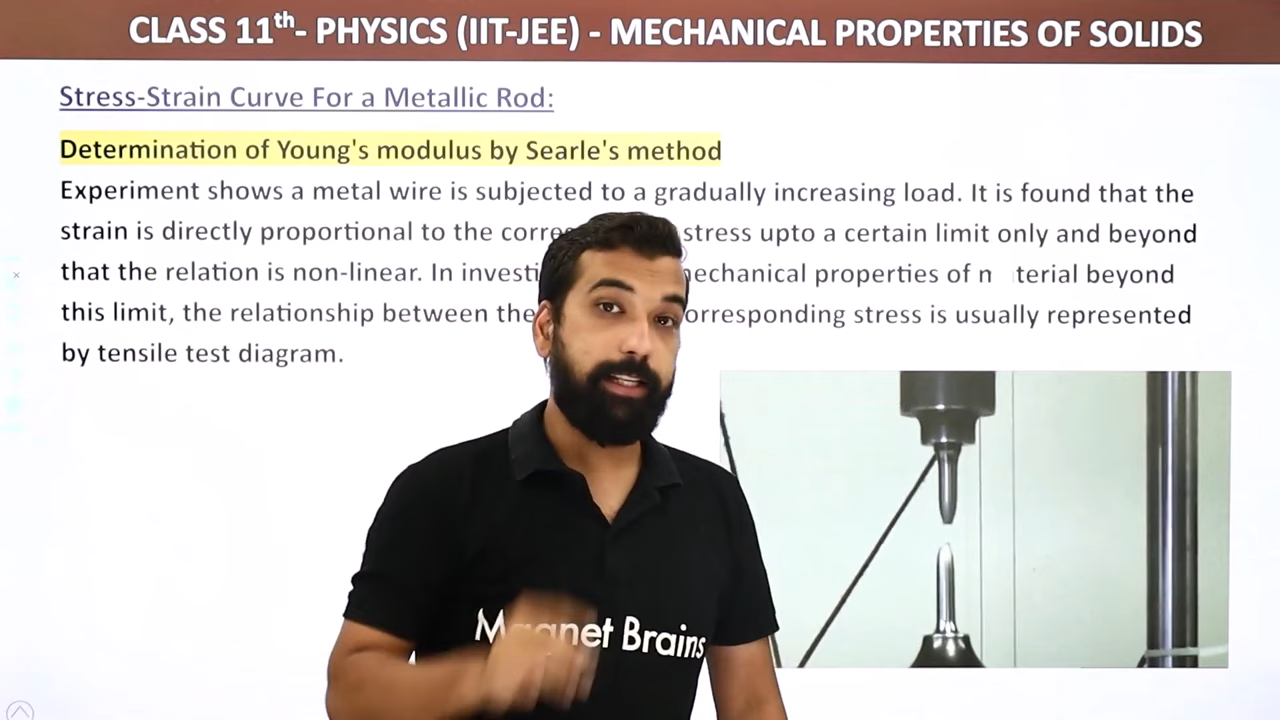 CLASS 11th- PHYSICS (IIT-JEE) - MECHANICAL PROPERTIES OF SOLIDS
Stress-Strain Curve For a Metallic Rod:
Determination of Young's modulus by Searle's method
Experiment shows a metal wire is subjected to a gradually increasing load. It is found that the
strain is directly proportional to the stress upto a certain limit only and beyond
that the relation is non-linear. In mechanical properties of beyond
this limit, the relationship between the corresponding stress is usually represented
by tensile test diagram.
Magnet Brains